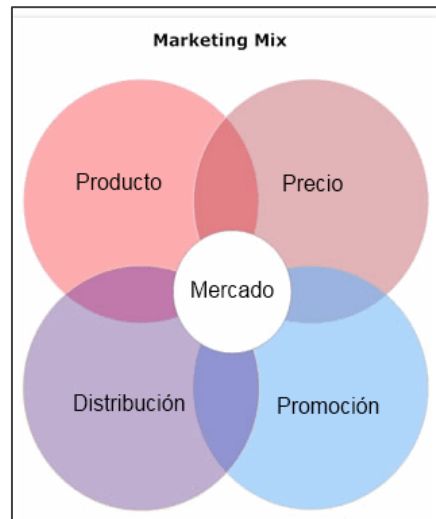 Marketing Mix
Producto
Precio
Mercado
Distribución
Promoción